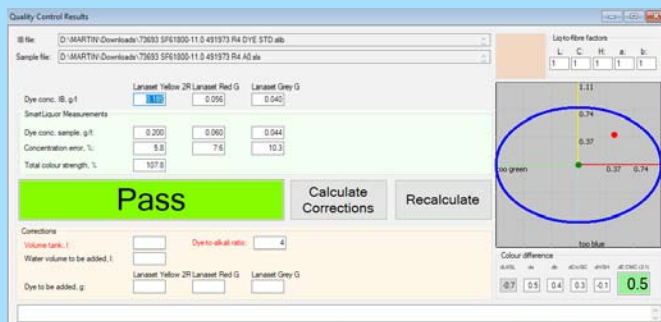 Quality Control Results
IB file: D:\MARTIN\Downloads\73693 SF61800-11.0 491973 R4 DYE STD.alib
Sample file: D:\MARTIN\Downloads\73693 SF61800-11.0 491973 R4 A0.als
Liq to fibre factors
L: C: H: a: b:
1 1 1 1 1
Lanaset Yellow 2R Lanaset Red G Lanaset Grey G
Dye conc. IB, g/l 0.056 0.040
SmartLiquor Measurements
Dye conc. sample, g/l: 0.200 0.060 0.044
Concentration error, %: 5.8 7.6 10.3
Total colour strength, %: 107.8
Pass
Calculate Corrections
Recalculate
1.11
0.74
0.37
too green 0.37 0.74
too blue
Corrections
Volume tank, l:
Dye to alkali ratio: 4
Water volume to be added, l:
Lanaset Yellow 2R Lanaset Red G Lanaset Grey G
Dye to be added, g:
Colour difference
da db
-0.7 0.5 0.4 0.3 -0.1 0.5